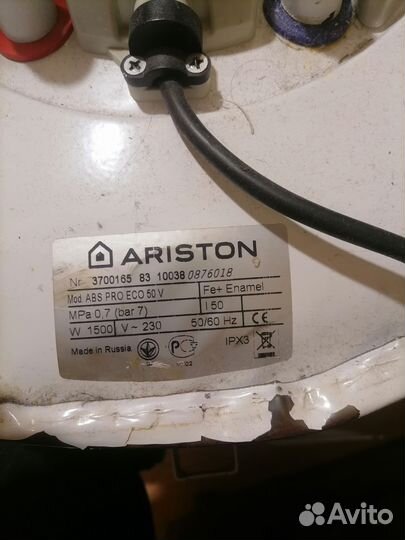 ARISTON
Nr. 3700165 83 10038 0876018
Mod. ABS PRO ECO 50 V Fe+ Enamel
MPa 0,7 (bar 7) l 50
W 1500 V~ 230 50/60 Hz CE
Made in Russia IPX3
Avito